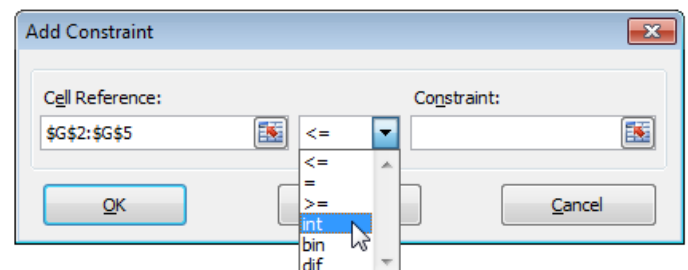 Add Constraint
Cell Reference:
Constraint:
$G$2:$G$5
<=
<=
=
>=
int
bin
dif
OK
Cancel